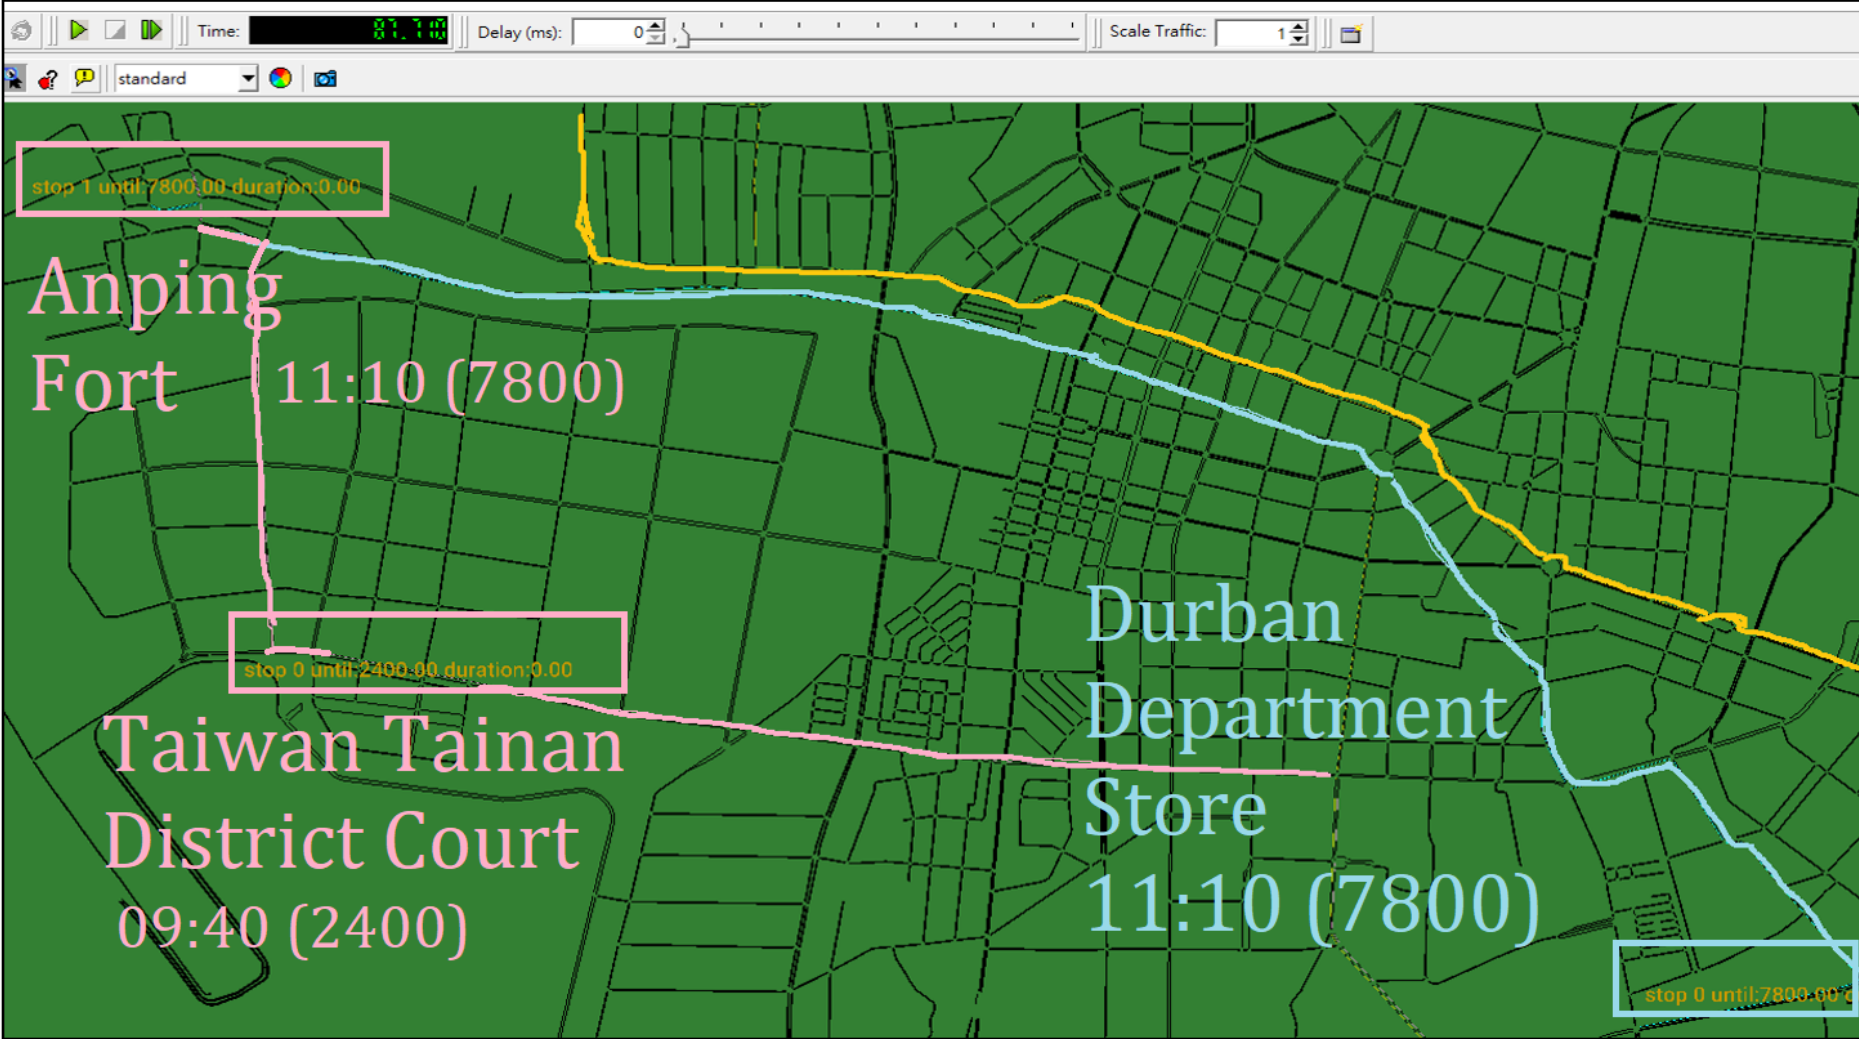 Time: 87.710 Delay (ms): 0 Scale Traffic: 1
standard
stop 1 until:7800.00 duration:0.00
Anping
Fort 11:10 (7800)
stop 0 until:2400.00 duration:0.00
Taiwan Tainan
District Court
09:40 (2400)
Durban
Department
Store
11:10 (7800)
stop 0 until:7800.00